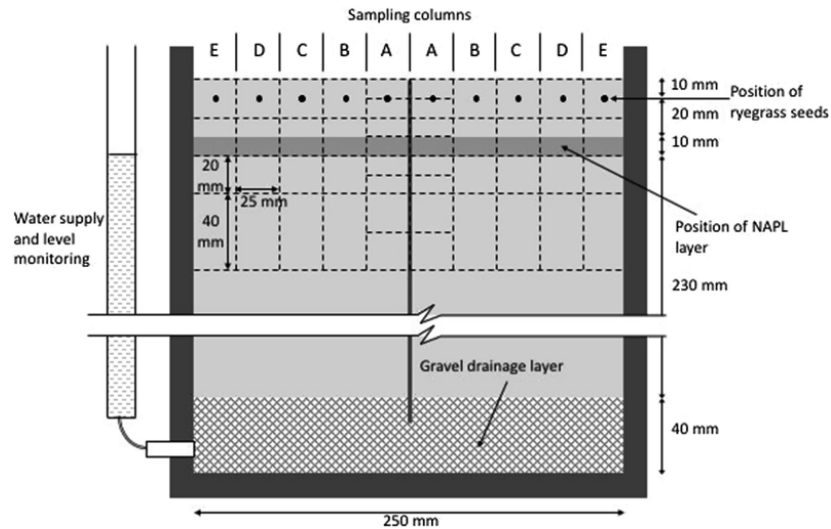 Sampling columns
E D C B A A B C D E
10 mm
Position of
ryegrass seeds
20 mm
10 mm
20
mm
25 mm
40
mm
Water supply
and level
monitoring
Position of NAPL
layer
230 mm
Gravel drainage layer
40 mm
250 mm